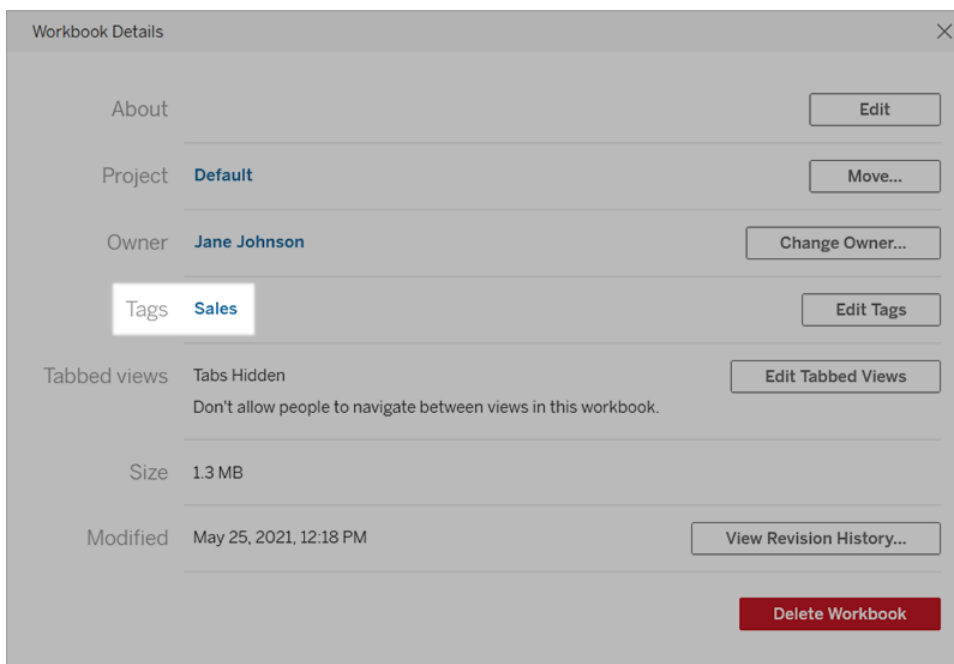 Workbook Details
About Edit
Project Default Move...
Owner Jane Johnson Change Owner...
Tags Sales Edit Tags
Tabbed views Tabs Hidden Edit Tabbed Views
Don't allow people to navigate between views in this workbook.
Size 1.3 MB
Modified May 25, 2021, 12:18 PM View Revision History...
Delete Workbook